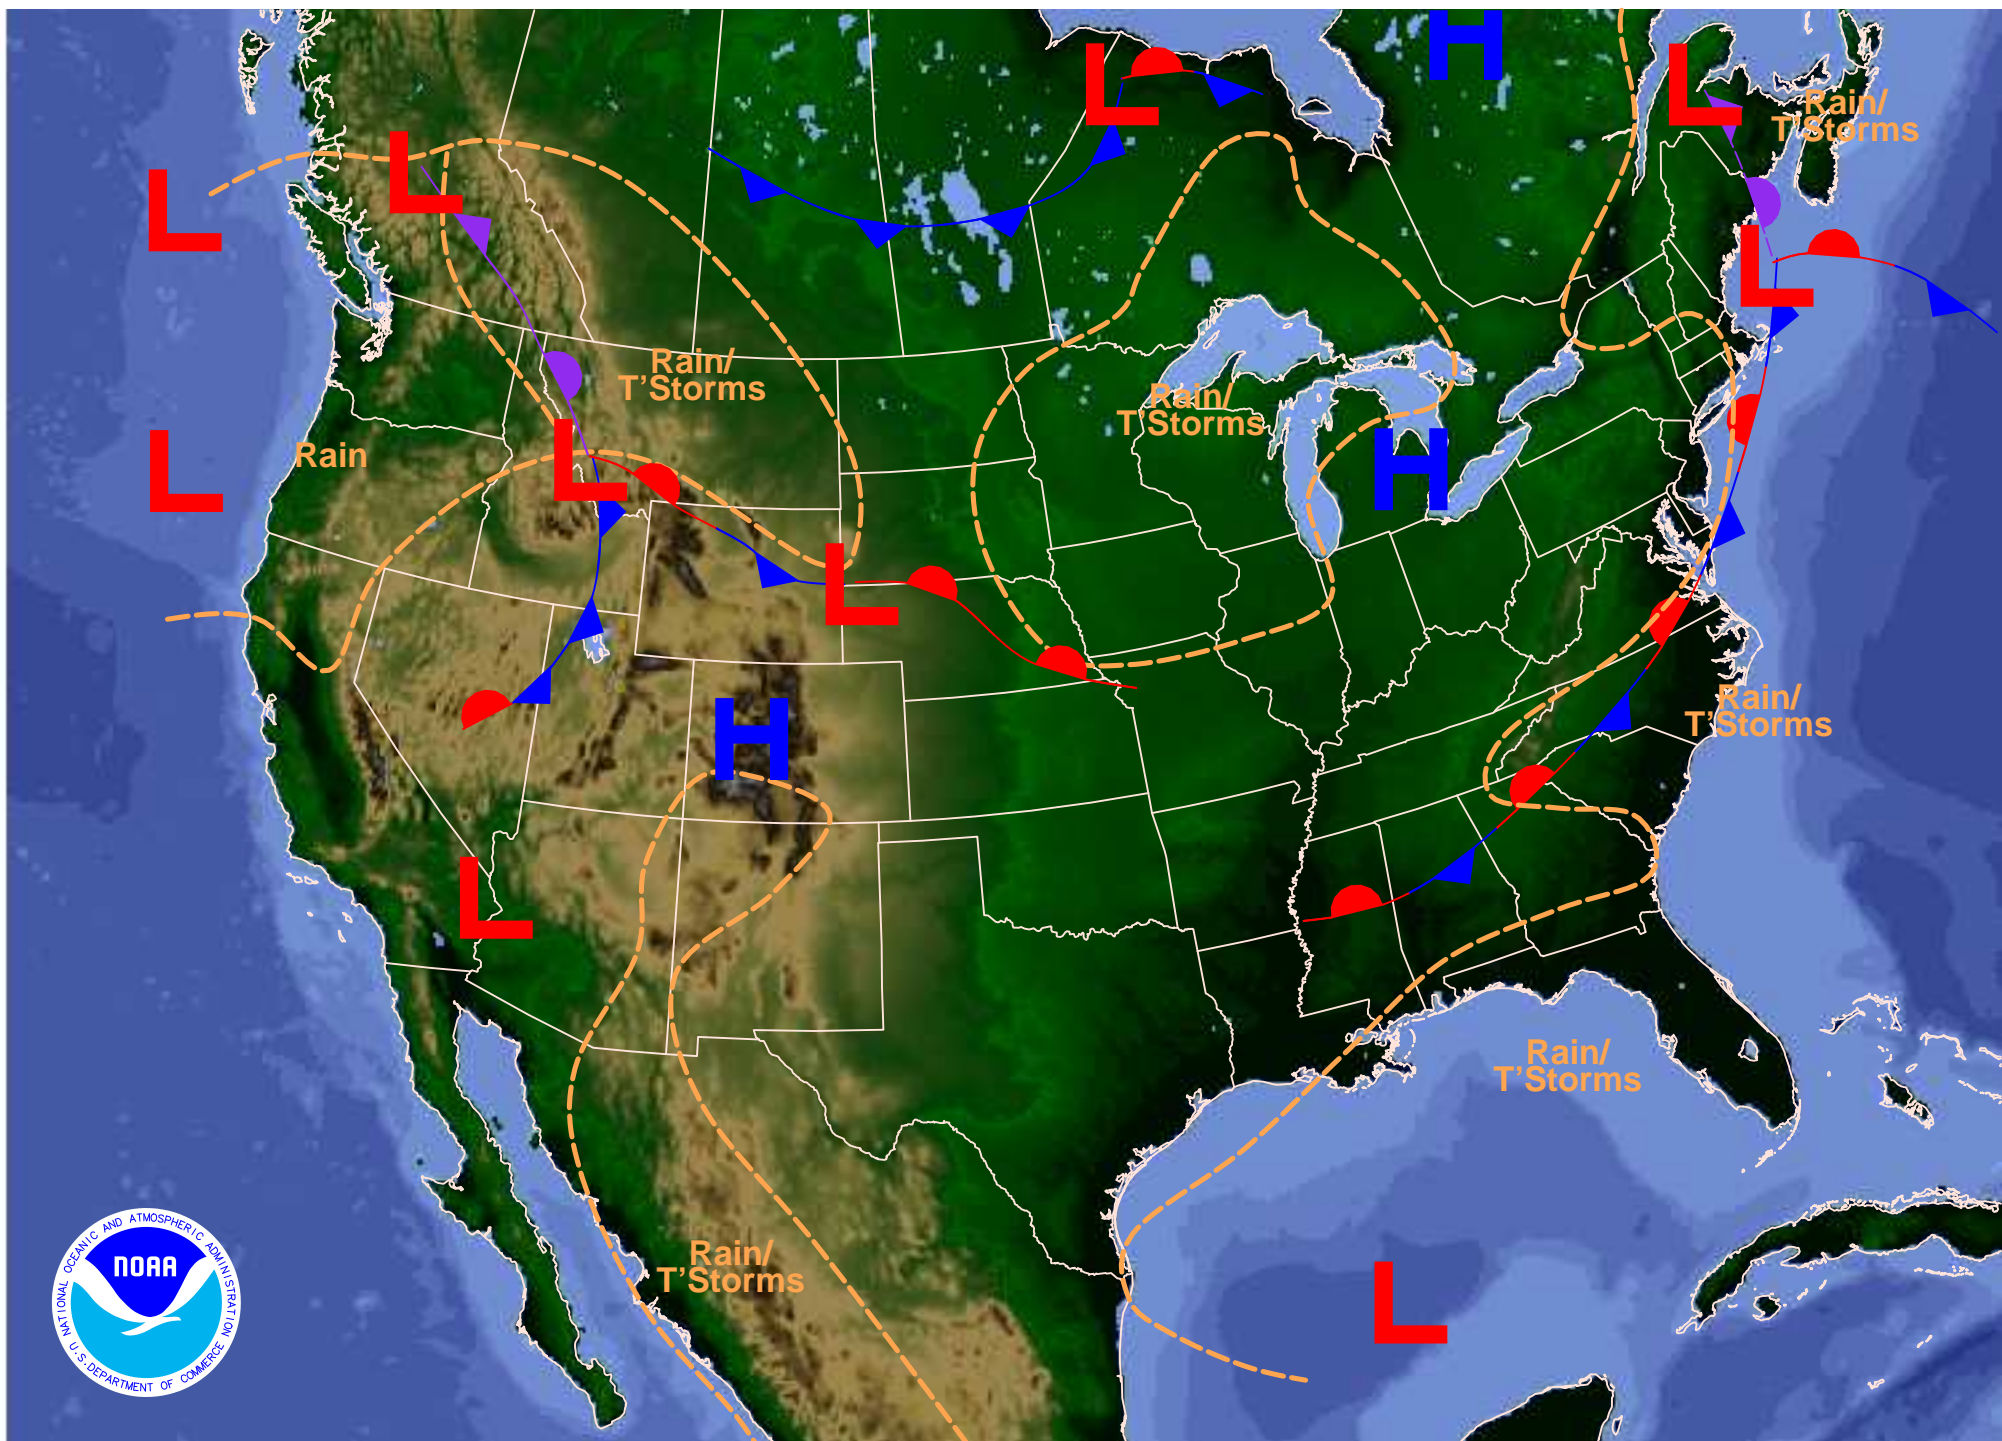 H
L
L
Rain/
T'Storms
L
L
L
Rain/
T'Storms
Rain/
T'Storms
Rain
L
L
H
L
Rain/
T'Storms
H
L
Rain/
T'Storms
Rain/
T'Storms
L
NATIONAL OCEANIC AND ATMOSPHERIC ADMINISTRATION
NOAA
U.S. DEPARTMENT OF COMMERCE